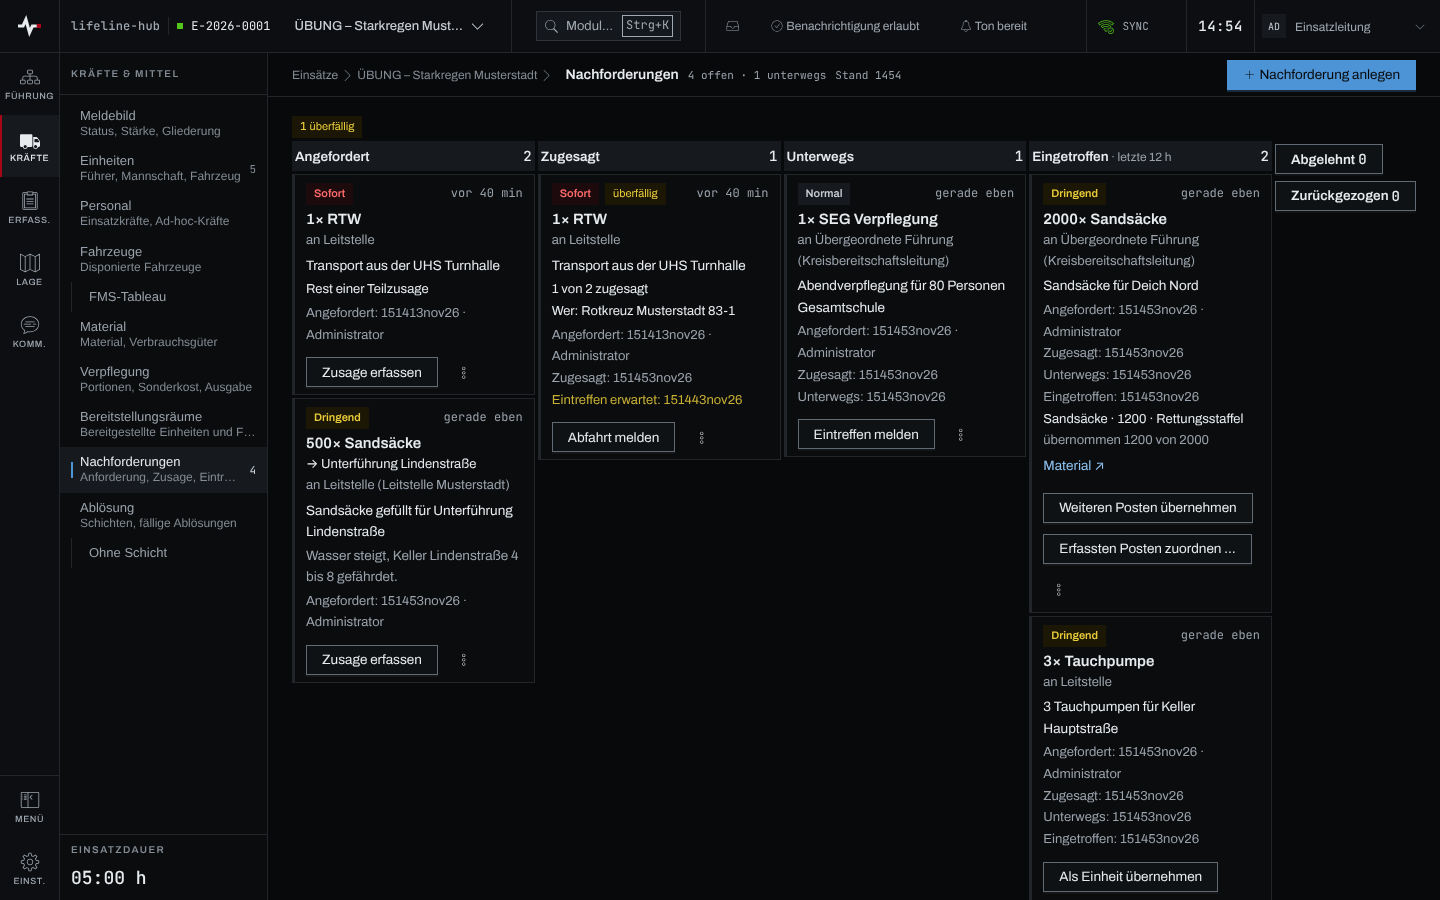 lifeline-hub
E-2026-0001
ÜBUNG – Starkregen Must...
Modul...
Strg+K
Benachrichtigung erlaubt
Ton bereit
SYNC
14:54
AD
Einsatzleitung
FÜHRUNG
KRÄFTE
ERFASS.
LAGE
KOMM.
MENÜ
EINST.
KRÄFTE & MITTEL
Meldebild
Status, Stärke, Gliederung
Einheiten
Führer, Mannschaft, Fahrzeug
5
Personal
Einsatzkräfte, Ad-hoc-Kräfte
Fahrzeuge
Disponierte Fahrzeuge
FMS-Tableau
Material
Material, Verbrauchsgüter
Verpflegung
Portionen, Sonderkost, Ausgabe
Bereitstellungsräume
Bereitgestellte Einheiten und F...
Nachforderungen
Anforderung, Zusage, Eintr...
4
Ablösung
Schichten, fällige Ablösungen
Ohne Schicht
EINSATZDAUER
05:00 h
Einsätze
ÜBUNG – Starkregen Musterstadt
Nachforderungen
4 offen · 1 unterwegs Stand 1454
+ Nachforderung anlegen
1 überfällig
Angefordert 2
Sofort
vor 40 min
1× RTW
an Leitstelle
Transport aus der UHS Turnhalle
Rest einer Teilzusage
Angefordert: 151413nov26 ·
Administrator
Zusage erfassen
Dringend
gerade eben
500× Sandsäcke
→ Unterführung Lindenstraße
an Leitstelle (Leitstelle Musterstadt)
Sandsäcke gefüllt für Unterführung
Lindenstraße
Wasser steigt, Keller Lindenstraße 4
bis 8 gefährdet.
Angefordert: 151453nov26 ·
Administrator
Zusage erfassen
Zugesagt 1
Sofort
überfällig
vor 40 min
1× RTW
an Leitstelle
Transport aus der UHS Turnhalle
1 von 2 zugesagt
Wer: Rotkreuz Musterstadt 83-1
Angefordert: 151413nov26 ·
Administrator
Zugesagt: 151453nov26
Eintreffen erwartet: 151443nov26
Abfahrt melden
Unterwegs 1
Normal
gerade eben
1× SEG Verpflegung
an Übergeordnete Führung
(Kreisbereitschaftsleitung)
Abendverpflegung für 80 Personen
Gesamtschule
Angefordert: 151453nov26 ·
Administrator
Zugesagt: 151453nov26
Unterwegs: 151453nov26
Eintreffen melden
Eingetroffen · letzte 12 h 2
Dringend
gerade eben
2000× Sandsäcke
an Übergeordnete Führung
(Kreisbereitschaftsleitung)
Sandsäcke für Deich Nord
Angefordert: 151453nov26 ·
Administrator
Zugesagt: 151453nov26
Unterwegs: 151453nov26
Eingetroffen: 151453nov26
Sandsäcke · 1200 · Rettungsstaffel
übernommen 1200 von 2000
Material ↗
Weiteren Posten übernehmen
Erfassten Posten zuordnen ...
Dringend
gerade eben
3× Tauchpumpe
an Leitstelle
3 Tauchpumpen für Keller
Hauptstraße
Angefordert: 151453nov26 ·
Administrator
Zugesagt: 151453nov26
Unterwegs: 151453nov26
Eingetroffen: 151453nov26
Als Einheit übernehmen
Abgelehnt 0
Zurückgezogen 0